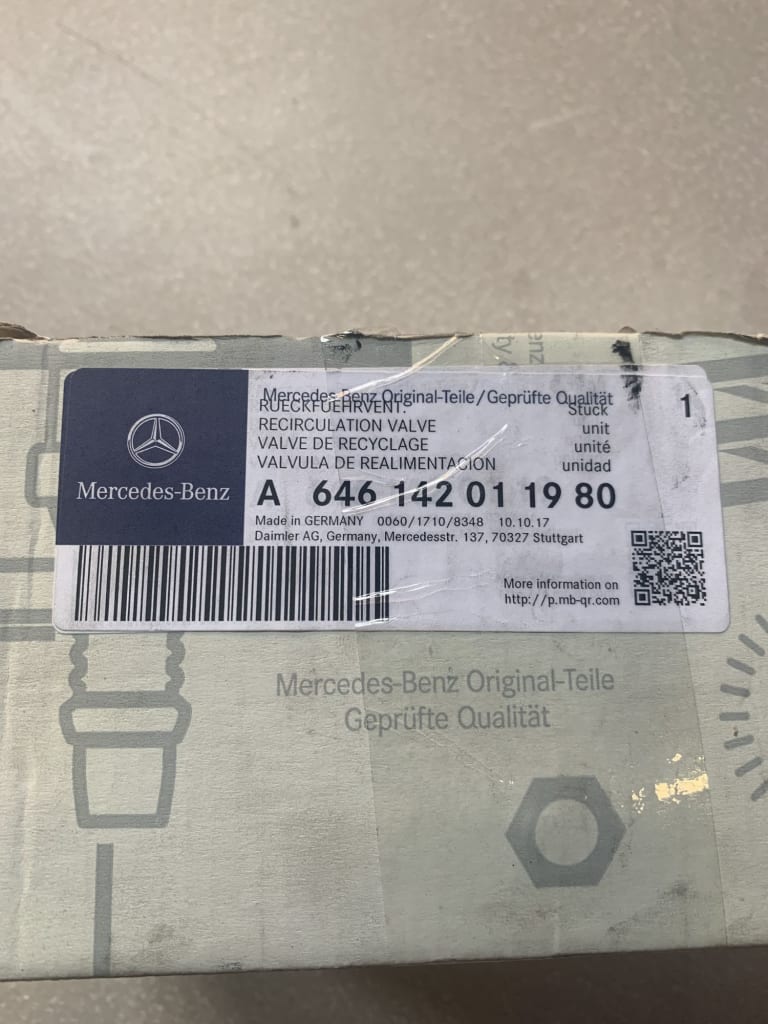 Mercedes-Benz
Mercedes-Benz Original-Teile/Geprüfte Qualität
RUECKFUEHRVENT. Stück 1
RECIRCULATION VALVE unit
VALVE DE RECYCLAGE unité
VALVULA DE REALIMENTACION unidad
A 646 142 01 19 80
Made in GERMANY 0060/1710/8348 10.10.17
Daimler AG, Germany, Mercedesstr. 137, 70327 Stuttgart
More information on
http://p.mb-qr.com
Mercedes-Benz Original-Teile
Geprüfte Qualität